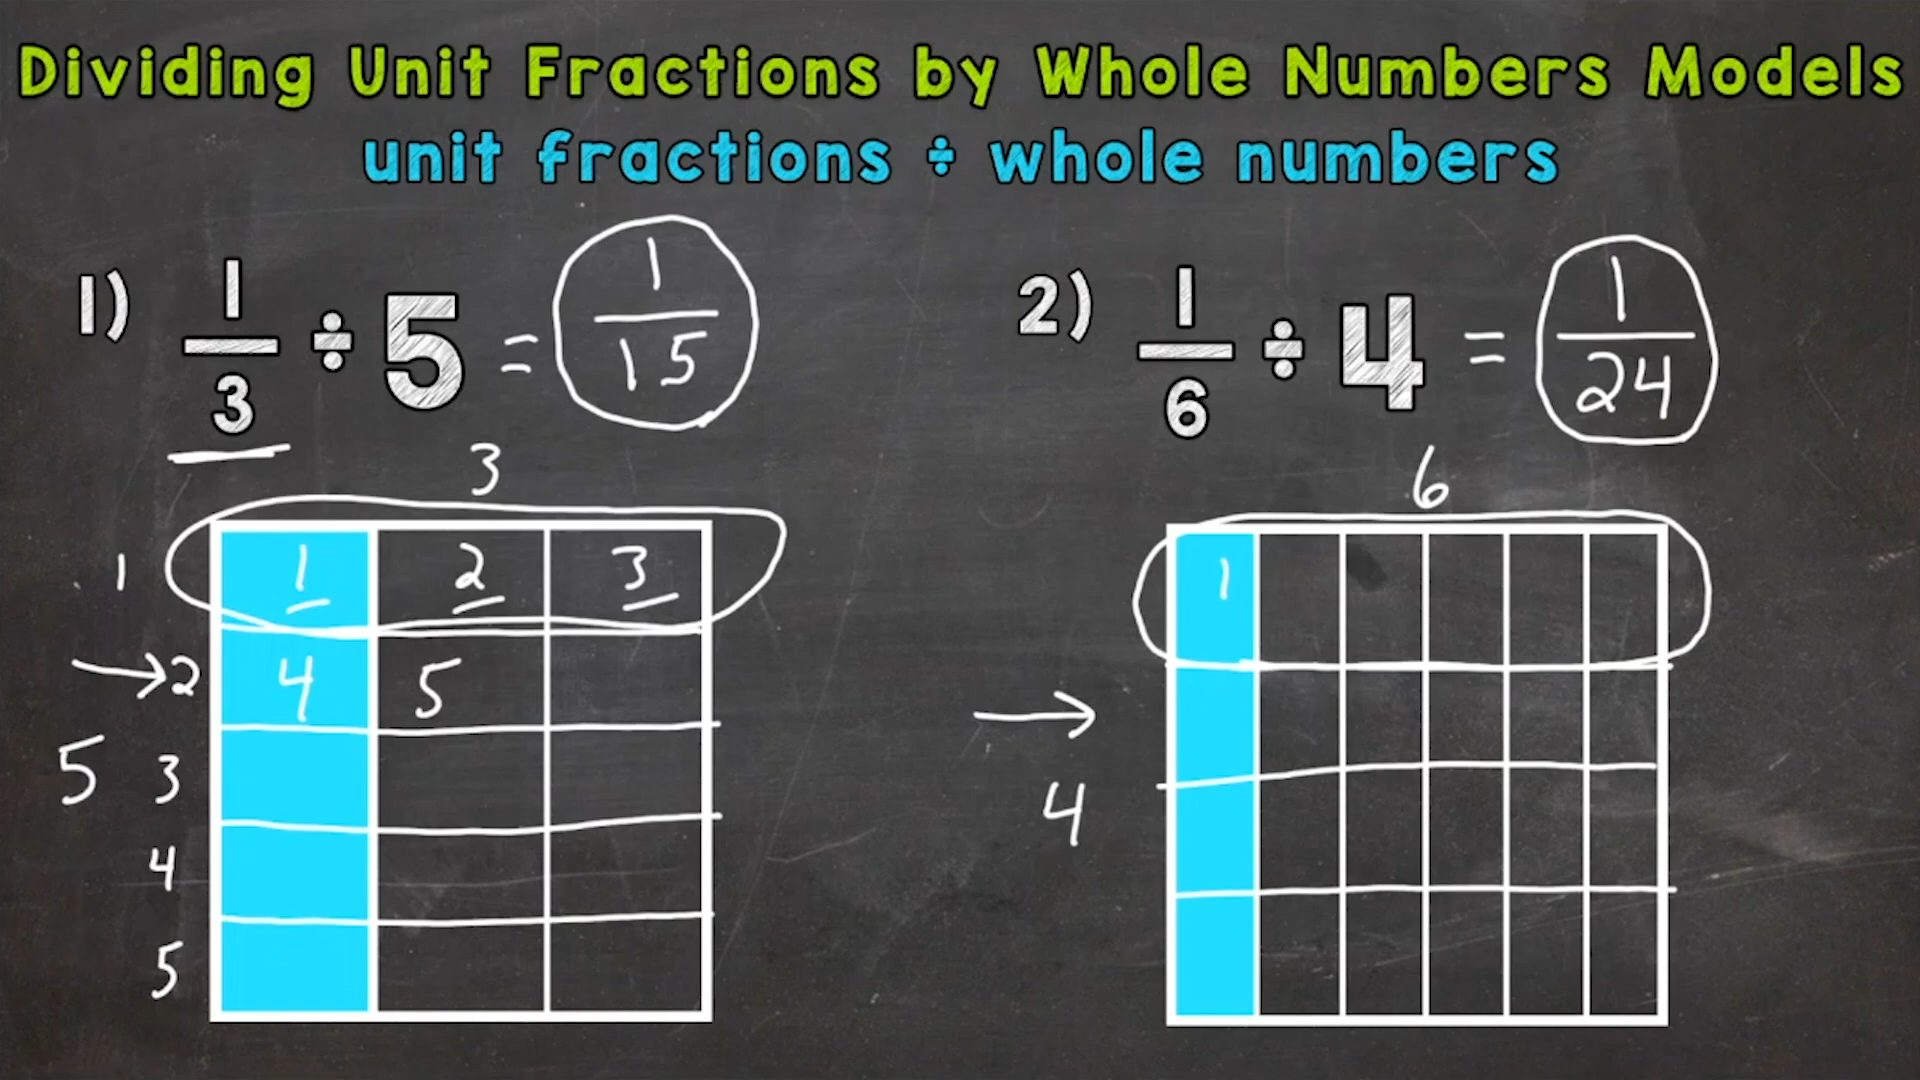 Dividing Unit Fractions by Whole Numbers Models
unit fractions ÷ whole numbers
1) 1/3 ÷ 5 = 1/15
3
1 1 2 3
→2 4 5
5 3
4
5
2) 1/6 ÷ 4 = 1/24
6
1
→
4